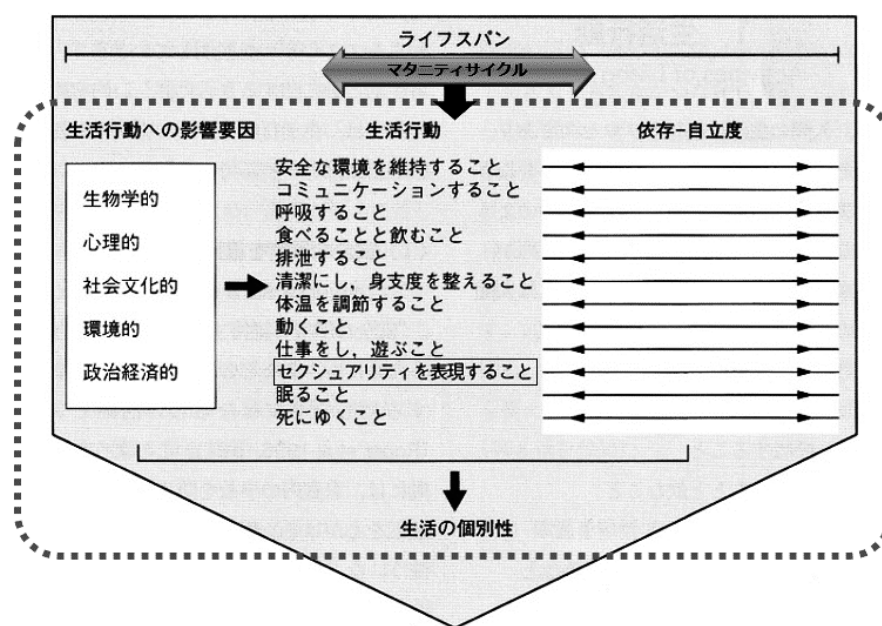 ライフスパン
マタニティサイクル
生活行動への影響要因
生物学的
心理的
社会文化的
環境的
政治経済的
生活行動
安全な環境を維持すること
コミュニケーションすること
呼吸すること
食べることと飲むこと
排泄すること
清潔にし，身支度を整えること
体温を調節すること
動くこと
仕事をし，遊ぶこと
セクシュアリティを表現すること
眠ること
死にゆくこと
依存−自立度
生活の個別性